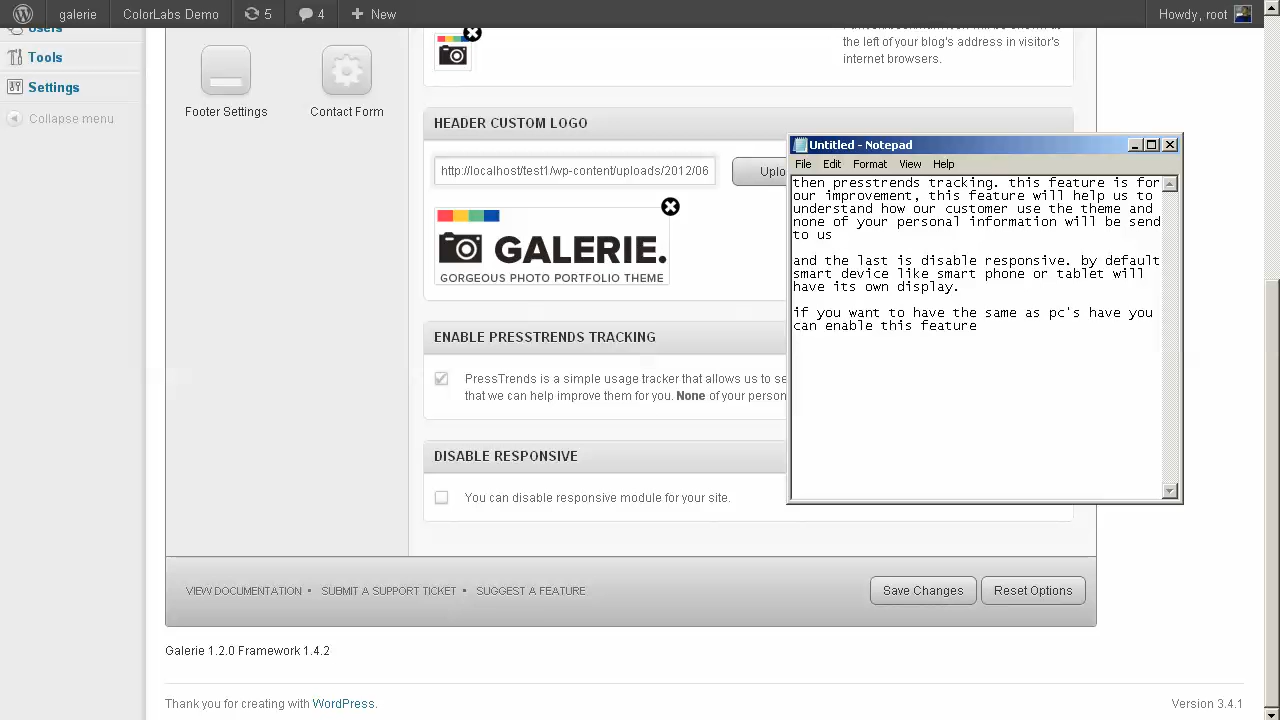 galerie
ColorLabs Demo
5
4
New
Howdy, root
Users
Tools
Settings
Collapse menu
Footer Settings
Contact Form
the left of your blog's address in visitor's
internet browsers.
HEADER CUSTOM LOGO
http://localhost/test1/wp-content/uploads/2012/06
GALERIE.
GORGEOUS PHOTO PORTFOLIO THEME
ENABLE PRESSTRENDS TRACKING
PressTrends is a simple usage tracker that allows us to
that we can help improve them for you. None of your
DISABLE RESPONSIVE
You can disable responsive module for your site.
Untitled - Notepad
File Edit Format View Help
then presstrends tracking. this feature is for
our improvement, this feature will help us to
understand how our customer use the theme and
none of your personal information will be send
to us
and the last is disable responsive. by default
smart device like smart phone or tablet will
have its own display.
if you want to have the same as pc's have you
can enable this feature
VIEW DOCUMENTATION • SUBMIT A SUPPORT TICKET • SUGGEST A FEATURE
Save Changes
Reset Options
Galerie 1.2.0 Framework 1.4.2
Thank you for creating with WordPress.
Version 3.4.1